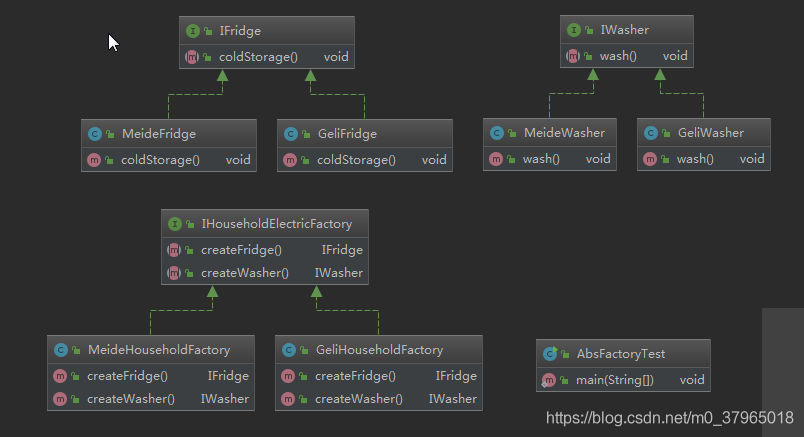 IFridge
coldStorage() void
IWasher
wash() void
MeideFridge
coldStorage() void
GeliFridge
coldStorage() void
MeideWasher
wash() void
GeliWasher
wash() void
IHouseholdElectricFactory
createFridge() IFridge
createWasher() IWasher
MeideHouseholdFactory
createFridge() IFridge
createWasher() IWasher
GeliHouseholdFactory
createFridge() IFridge
createWasher() IWasher
AbsFactoryTest
main(String[]) void
https://blog.csdn.net/m0_37965018